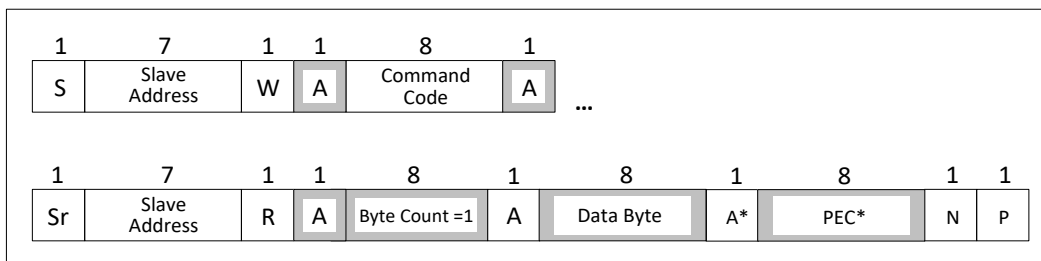 1 7 1 1 8 1
S Slave Address W A Command Code A ...
1 7 1 1 8 1 8 1 8 1 1
Sr Slave Address R A Byte Count =1 A Data Byte A* PEC* N P